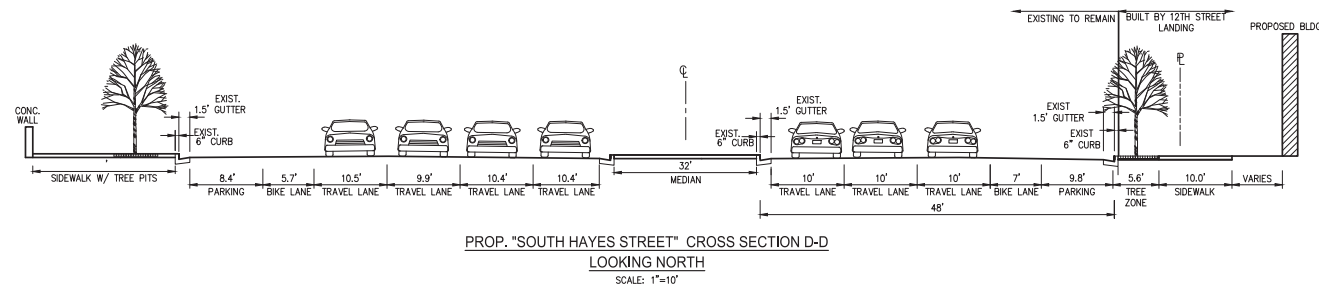 EXISTING TO REMAIN
BUILT BY 12TH STREET
LANDING
PROPOSED BLDG
CONC.
WALL
EXIST.
1.5' GUTTER
EXIST.
6" CURB
℄
EXIST.
1.5' GUTTER
EXIST.
6" CURB
EXIST
1.5' GUTTER
EXIST
6" CURB
℄
SIDEWALK W/ TREE PITS
8.4'
PARKING
5.7'
BIKE LANE
10.5'
TRAVEL LANE
9.9'
TRAVEL LANE
10.4'
TRAVEL LANE
10.4'
TRAVEL LANE
32'
MEDIAN
10'
TRAVEL LANE
10'
TRAVEL LANE
10'
TRAVEL LANE
7'
BIKE LANE
9.8'
PARKING
5.6'
TREE
ZONE
10.0'
SIDEWALK
VARIES
48'
PROP. "SOUTH HAYES STREET" CROSS SECTION D-D
LOOKING NORTH
SCALE: 1"=10'